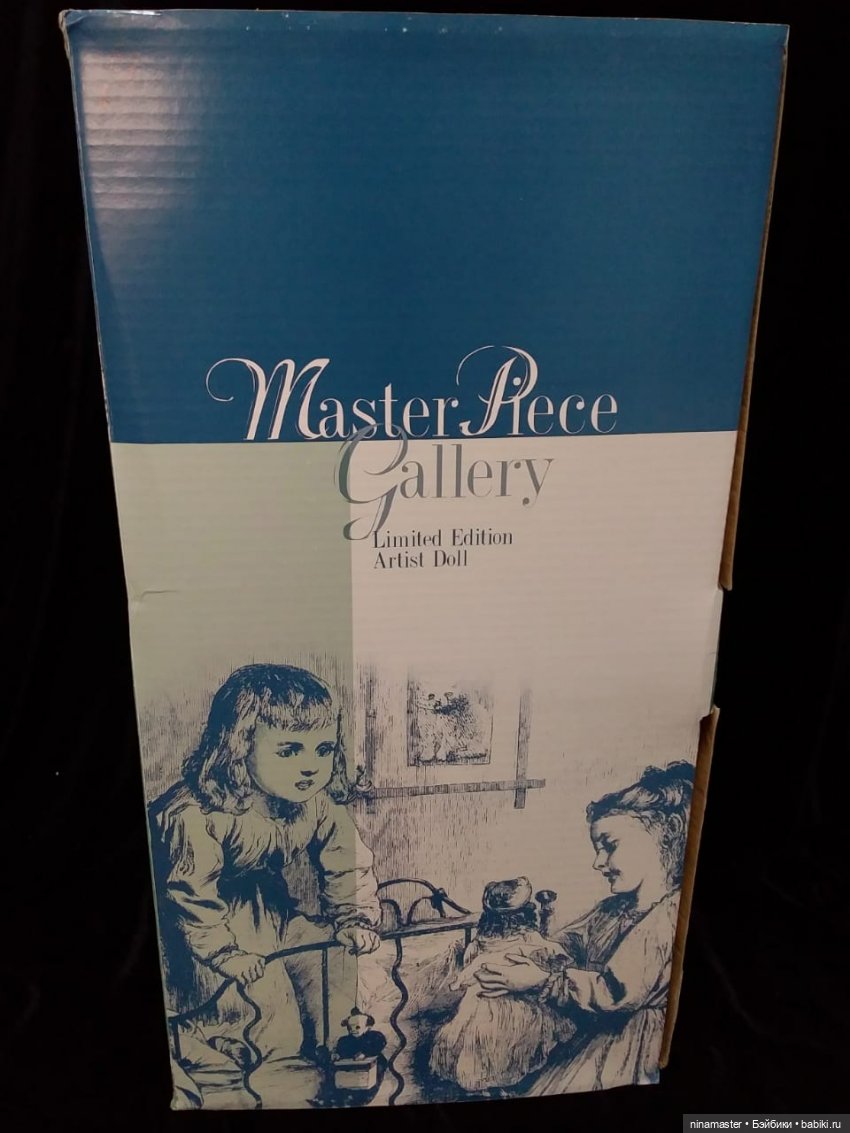 MasterPiece
Gallery
Limited Edition
Artist Doll
ninamaster • Бэйбики • babiki.ru